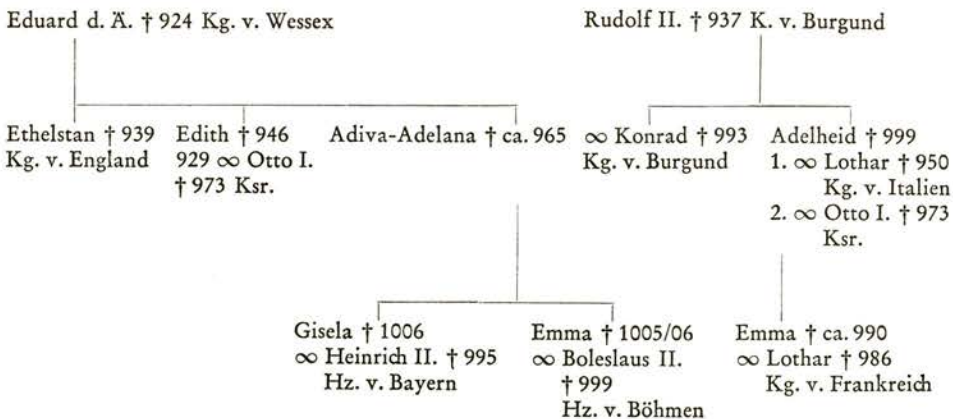 Eduard d. Ä. † 924 Kg. v. Wessex
Rudolf II. † 937 K. v. Burgund
Ethelstan † 939
Kg. v. England
Edith † 946
929 ∞ Otto I.
† 973 Ksr.
Adiva-Adelana † ca. 965
∞ Konrad † 993
Kg. v. Burgund
Adelheid † 999
1. ∞ Lothar † 950
Kg. v. Italien
2. ∞ Otto I. † 973
Ksr.
Gisela † 1006
∞ Heinrich II. † 995
Hz. v. Bayern
Emma † 1005/06
∞ Boleslaus II.
† 999
Hz. v. Böhmen
Emma † ca. 990
∞ Lothar † 986
Kg. v. Frankreich